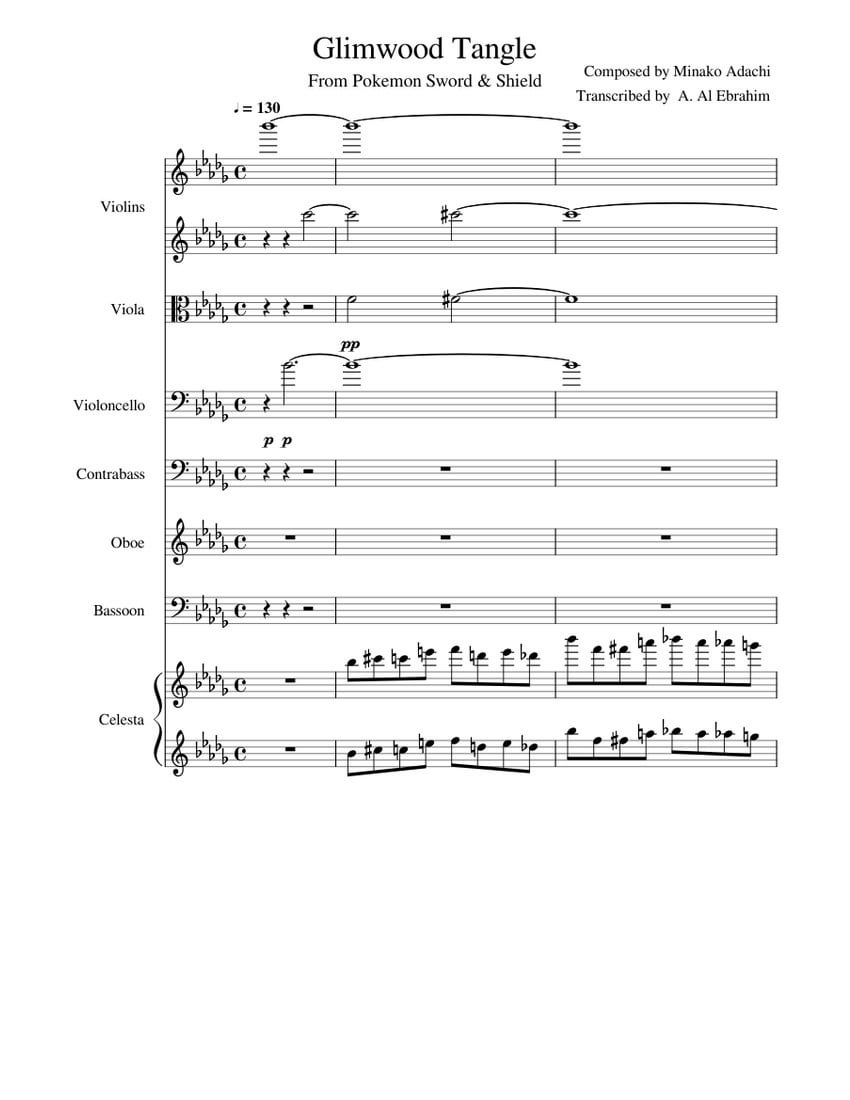 Glimwood Tangle
From Pokemon Sword & Shield
Composed by Minako Adachi
Transcribed by A. Al Ebrahim
♩ = 130
Violins
Viola
pp
Violoncello
p p
Contrabass
Oboe
Bassoon
Celesta